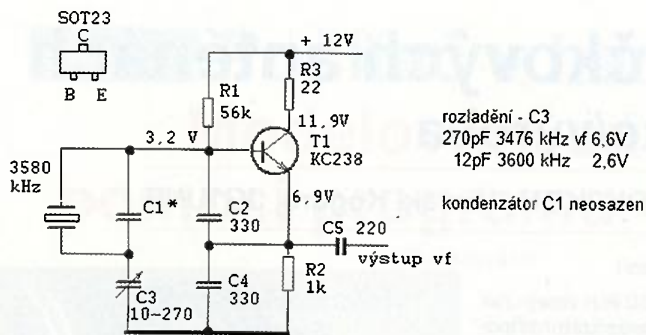 SOT23
C
B E
+ 12V
R3
22
R1
56k
11,9V
3,2 V
T1
KC238
3580
kHz
6,9V
C1*
C2
330
C5 220
výstup vf
C3
10-270
C4
330
R2
1k
rozladění - C3
270pF 3476 kHz vf 6,6V
12pF 3600 kHz 2,6V
kondenzátor C1 neosazen